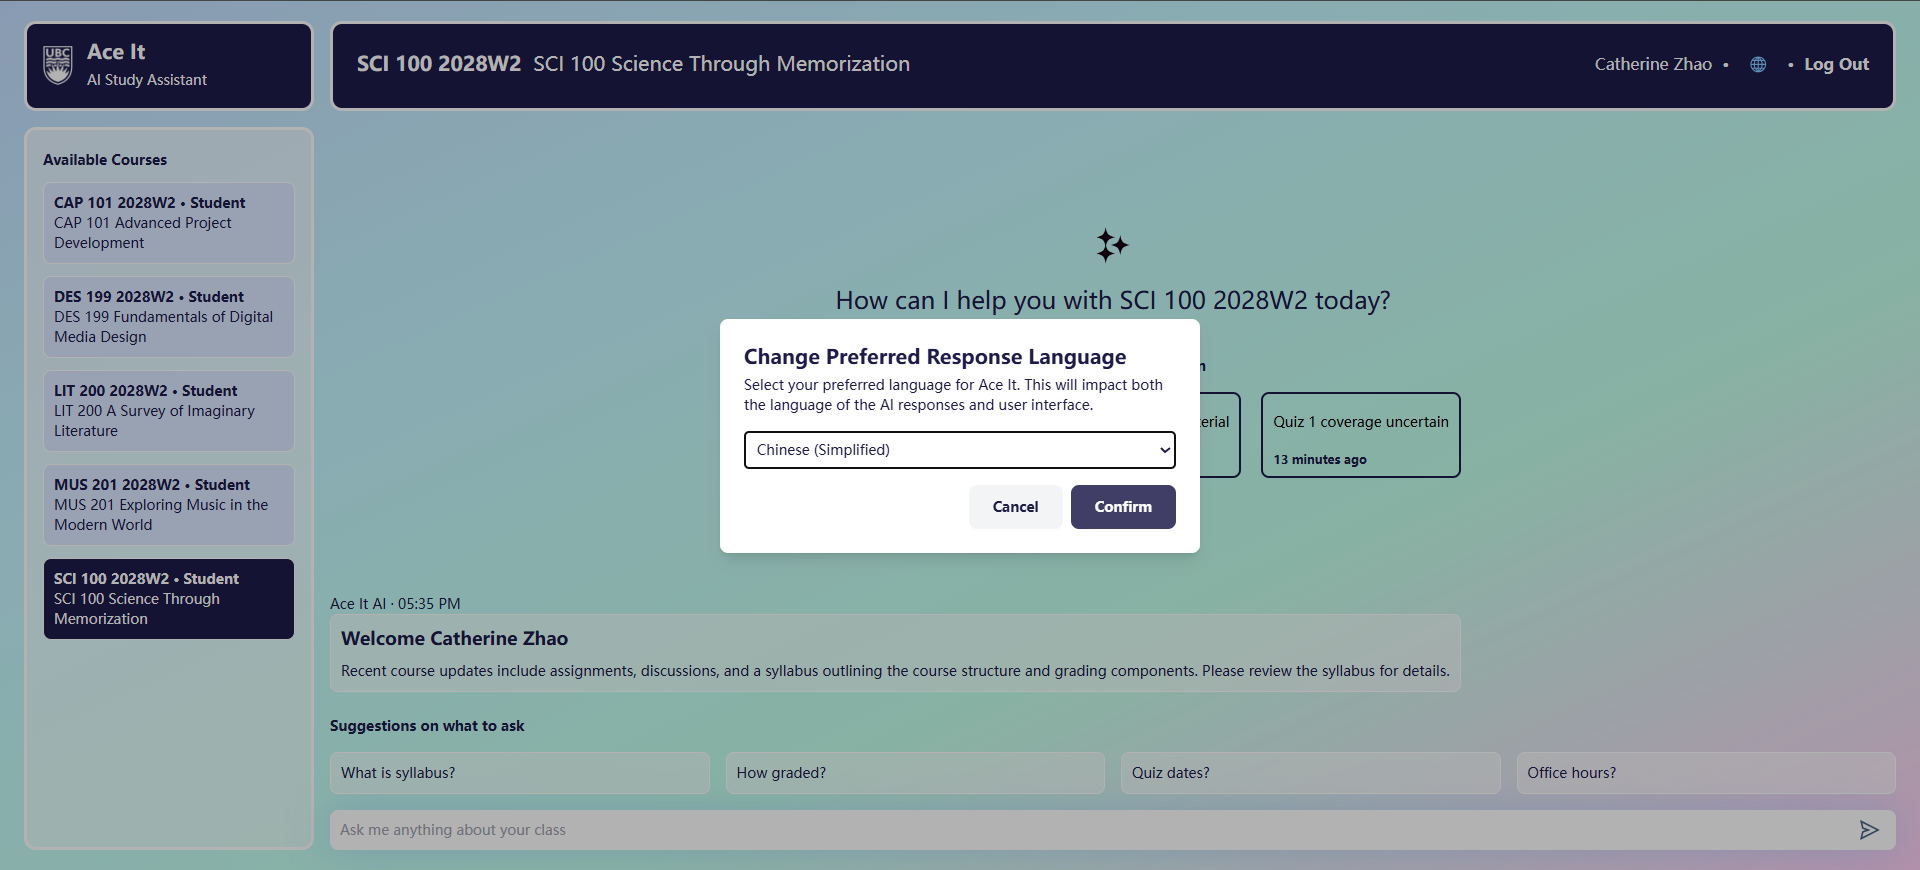 UBC
Ace It
AI Study Assistant
SCI 100 2028W2 SCI 100 Science Through Memorization
Catherine Zhao • • Log Out
Available Courses
CAP 101 2028W2 • Student
CAP 101 Advanced Project
Development
DES 199 2028W2 • Student
DES 199 Fundamentals of Digital
Media Design
LIT 200 2028W2 • Student
LIT 200 A Survey of Imaginary
Literature
MUS 201 2028W2 • Student
MUS 201 Exploring Music in the
Modern World
SCI 100 2028W2 • Student
SCI 100 Science Through
Memorization
How can I help you with SCI 100 2028W2 today?
Change Preferred Response Language
Select your preferred language for Ace It. This will impact both
the language of the AI responses and user interface.
Chinese (Simplified)
Cancel
Confirm
Quiz 1 coverage uncertain
13 minutes ago
Ace It AI · 05:35 PM
Welcome Catherine Zhao
Recent course updates include assignments, discussions, and a syllabus outlining the course structure and grading components. Please review the syllabus for details.
Suggestions on what to ask
What is syllabus?
How graded?
Quiz dates?
Office hours?
Ask me anything about your class